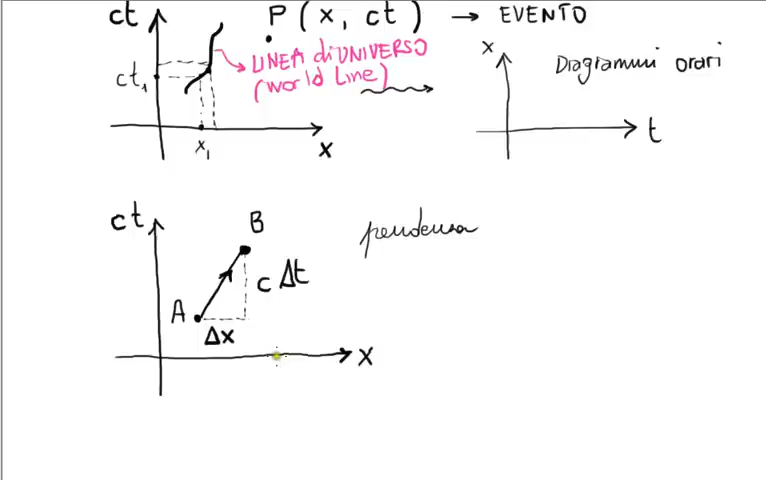 ct P (x, ct) → EVENTO
LINEA di UNIVERSO
(world line)
ct₁
x₁
x
x
Diagrammi orari
t
ct
B
pendenza
A
c Δt
Δx
x